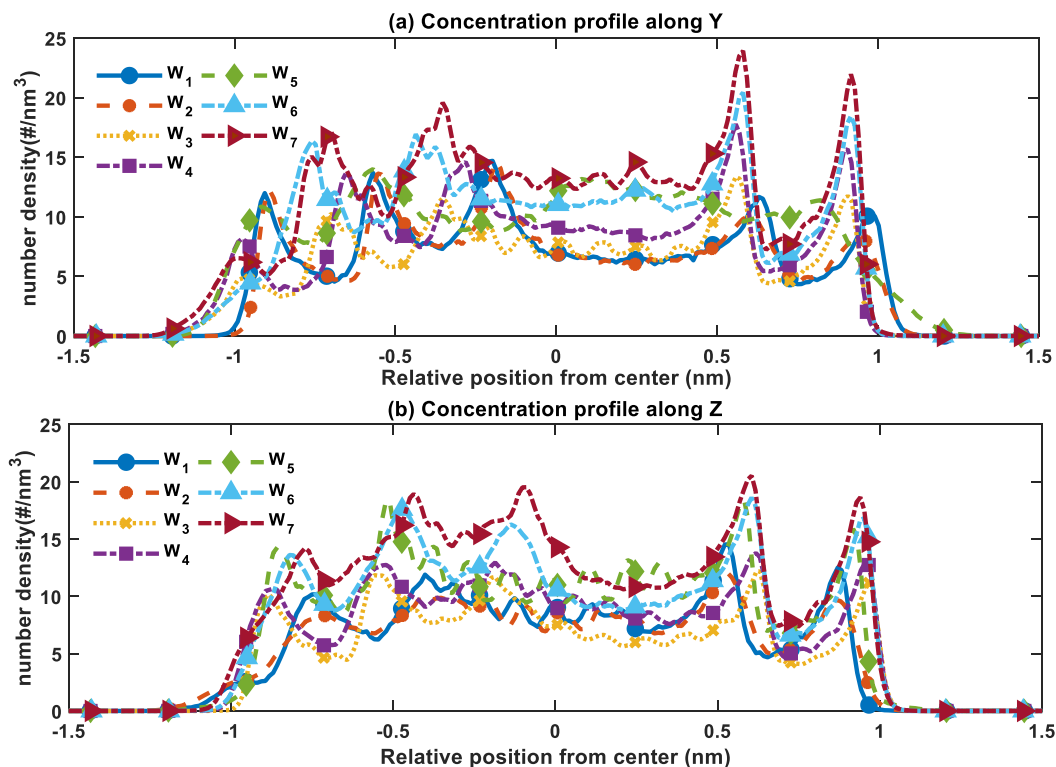 (a) Concentration profile along Y
number density(#/nm³)
25
20
15
10
5
0
W₁ W₅
W₂ W₆
W₃ W₇
W₄
-1.5 -1 -0.5 0 0.5 1 1.5
Relative position from center (nm)
(b) Concentration profile along Z
number density(#/nm³)
25
20
15
10
5
0
W₁ W₅
W₂ W₆
W₃ W₇
W₄
-1.5 -1 -0.5 0 0.5 1 1.5
Relative position from center (nm)